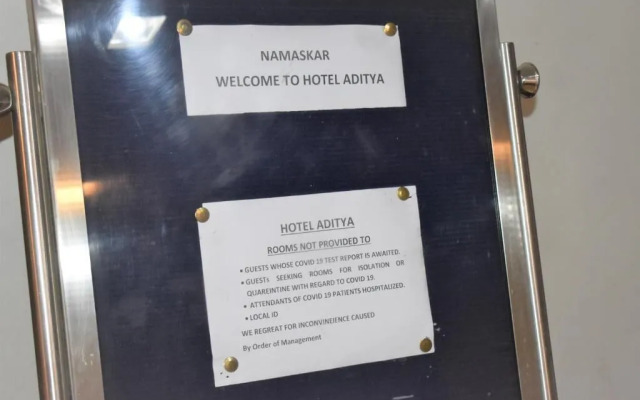 NAMASKAR
WELCOME TO HOTEL ADITYA
HOTEL ADITYA
ROOMS NOT PROVIDED TO
• GUESTS WHOSE COVID 19 TEST REPORT IS AWAITED.
• GUESTs SEEKING ROOMS FOR ISOLATION OR
QUAREINTINE WITH REGARD TO COVID 19.
• ATTENDANTS OF COVID 19 PATIENTS HOSPITALIZED.
• LOCAL ID
WE REGREAT FOR INCONVINEIENCE CAUSED
By Order of Management